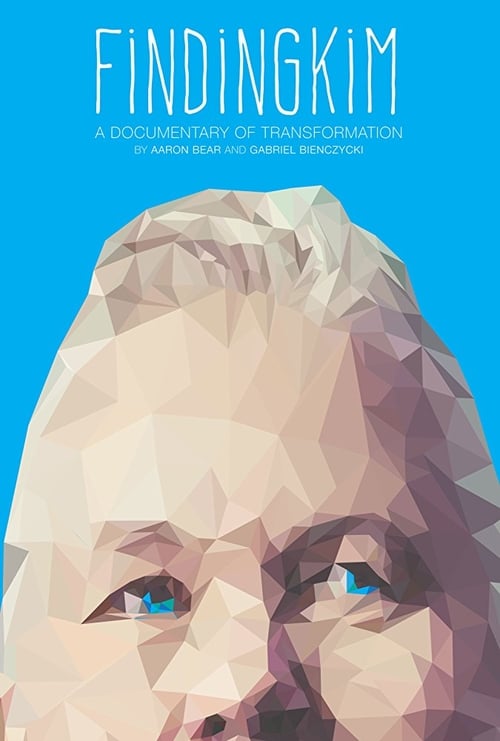 FiNDiNGKiM
A DOCUMENTARY OF TRANSFORMATION
BY AARON BEAR AND GABRIEL BIENCZYCKI